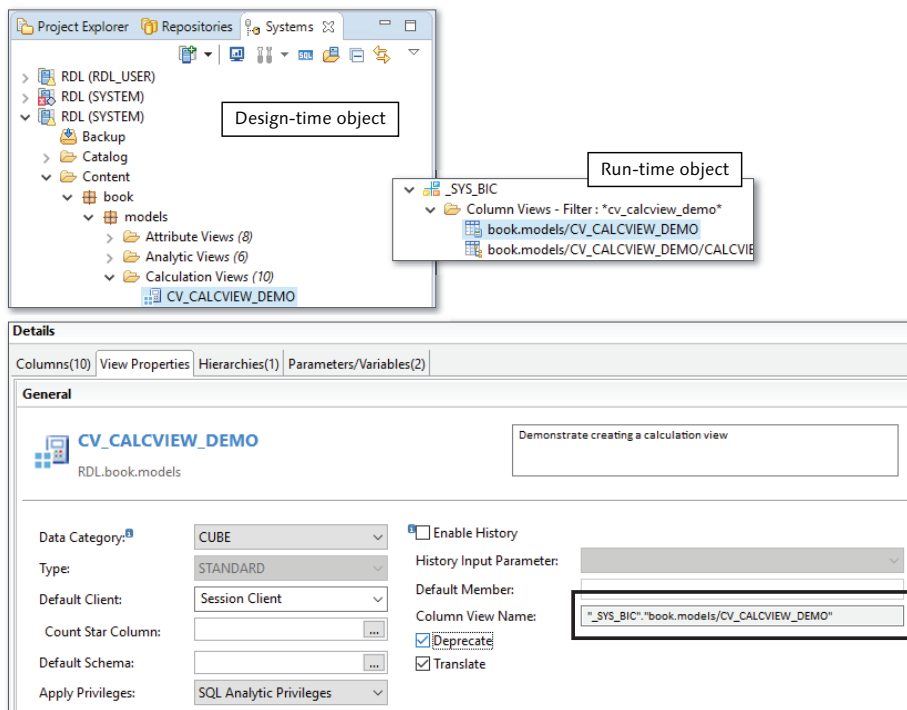 Project Explorer Repositories Systems
RDL (RDL_USER)
RDL (SYSTEM)
RDL (SYSTEM)
Backup
Catalog
Content
book
models
Attribute Views (8)
Analytic Views (6)
Calculation Views (10)
CV_CALCVIEW_DEMO
Design-time object
Run-time object
_SYS_BIC
Column Views - Filter : *cv_calcview_demo*
book.models/CV_CALCVIEW_DEMO
book.models/CV_CALCVIEW_DEMO/CALCVIE
Details
Columns(10) View Properties Hierarchies(1) Parameters/Variables(2)
General
CV_CALCVIEW_DEMO
RDL.book.models
Demonstrate creating a calculation view
Data Category: CUBE
Type: STANDARD
Default Client: Session Client
Count Star Column: ...
Default Schema: ...
Apply Privileges: SQL Analytic Privileges
Enable History
History Input Parameter:
Default Member:
Column View Name: "_SYS_BIC"."book.models/CV_CALCVIEW_DEMO"
Deprecate
Translate